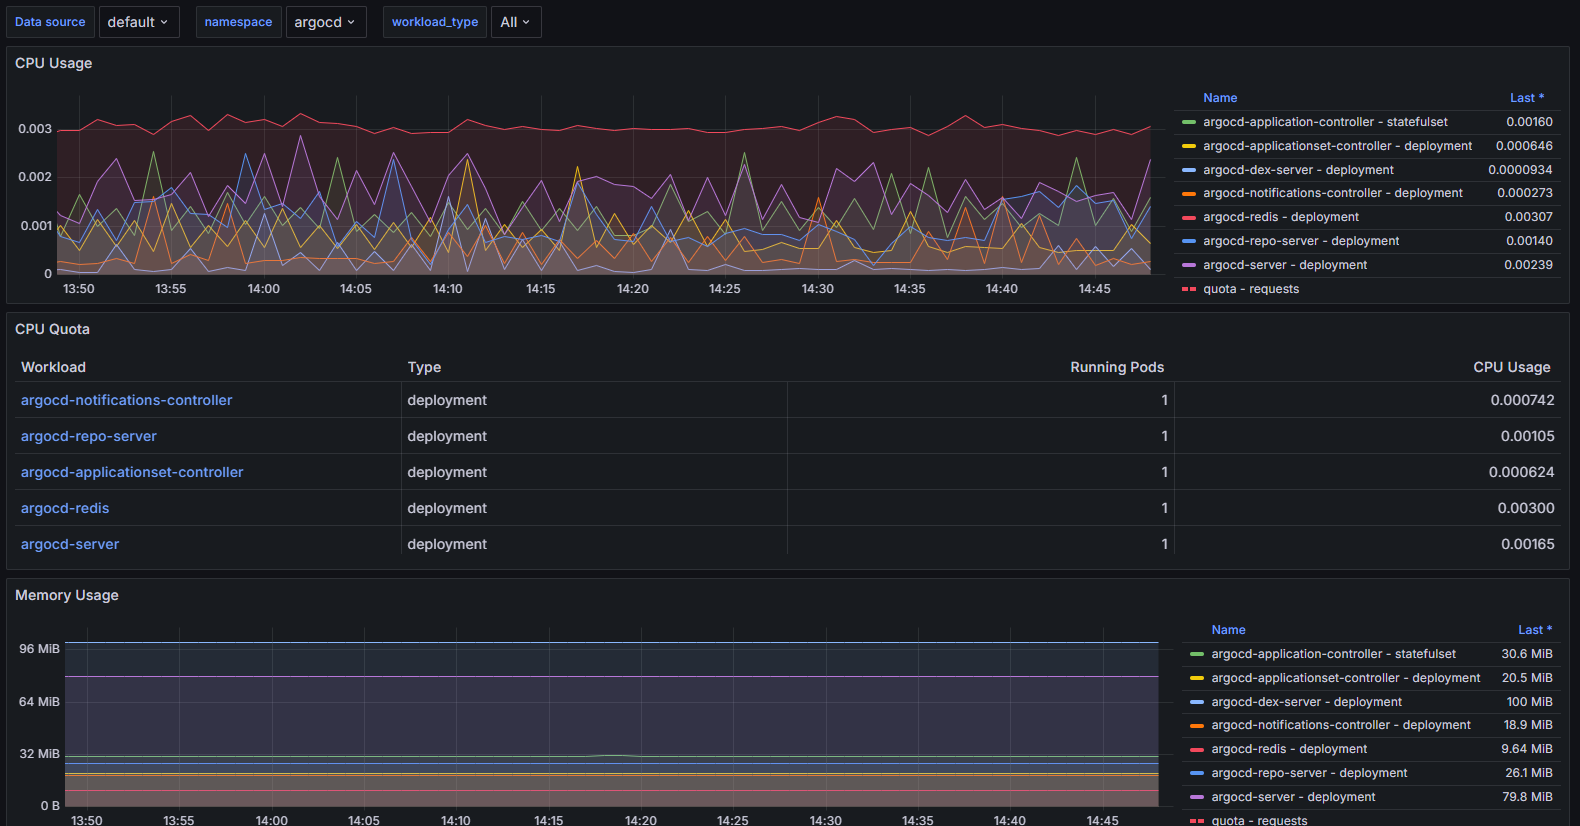 Data source default namespace argocd workload_type All
CPU Usage
Name Last *
0.003
argocd-application-controller - statefulset 0.00160
argocd-applicationset-controller - deployment 0.000646
0.002
argocd-dex-server - deployment 0.0000934
argocd-notifications-controller - deployment 0.000273
argocd-redis - deployment 0.00307
0.001
argocd-repo-server - deployment 0.00140
argocd-server - deployment 0.00239
0
quota - requests
13:50 13:55 14:00 14:05 14:10 14:15 14:20 14:25 14:30 14:35 14:40 14:45
CPU Quota
Workload Type Running Pods CPU Usage
argocd-notifications-controller deployment 1 0.000742
argocd-repo-server deployment 1 0.00105
argocd-applicationset-controller deployment 1 0.000624
argocd-redis deployment 1 0.00300
argocd-server deployment 1 0.00165
Memory Usage
Name Last *
96 MiB
argocd-application-controller - statefulset 30.6 MiB
argocd-applicationset-controller - deployment 20.5 MiB
64 MiB
argocd-dex-server - deployment 100 MiB
argocd-notifications-controller - deployment 18.9 MiB
32 MiB
argocd-redis - deployment 9.64 MiB
argocd-repo-server - deployment 26.1 MiB
0 B
argocd-server - deployment 79.8 MiB
quota - requests
13:50 13:55 14:00 14:05 14:10 14:15 14:20 14:25 14:30 14:35 14:40 14:45